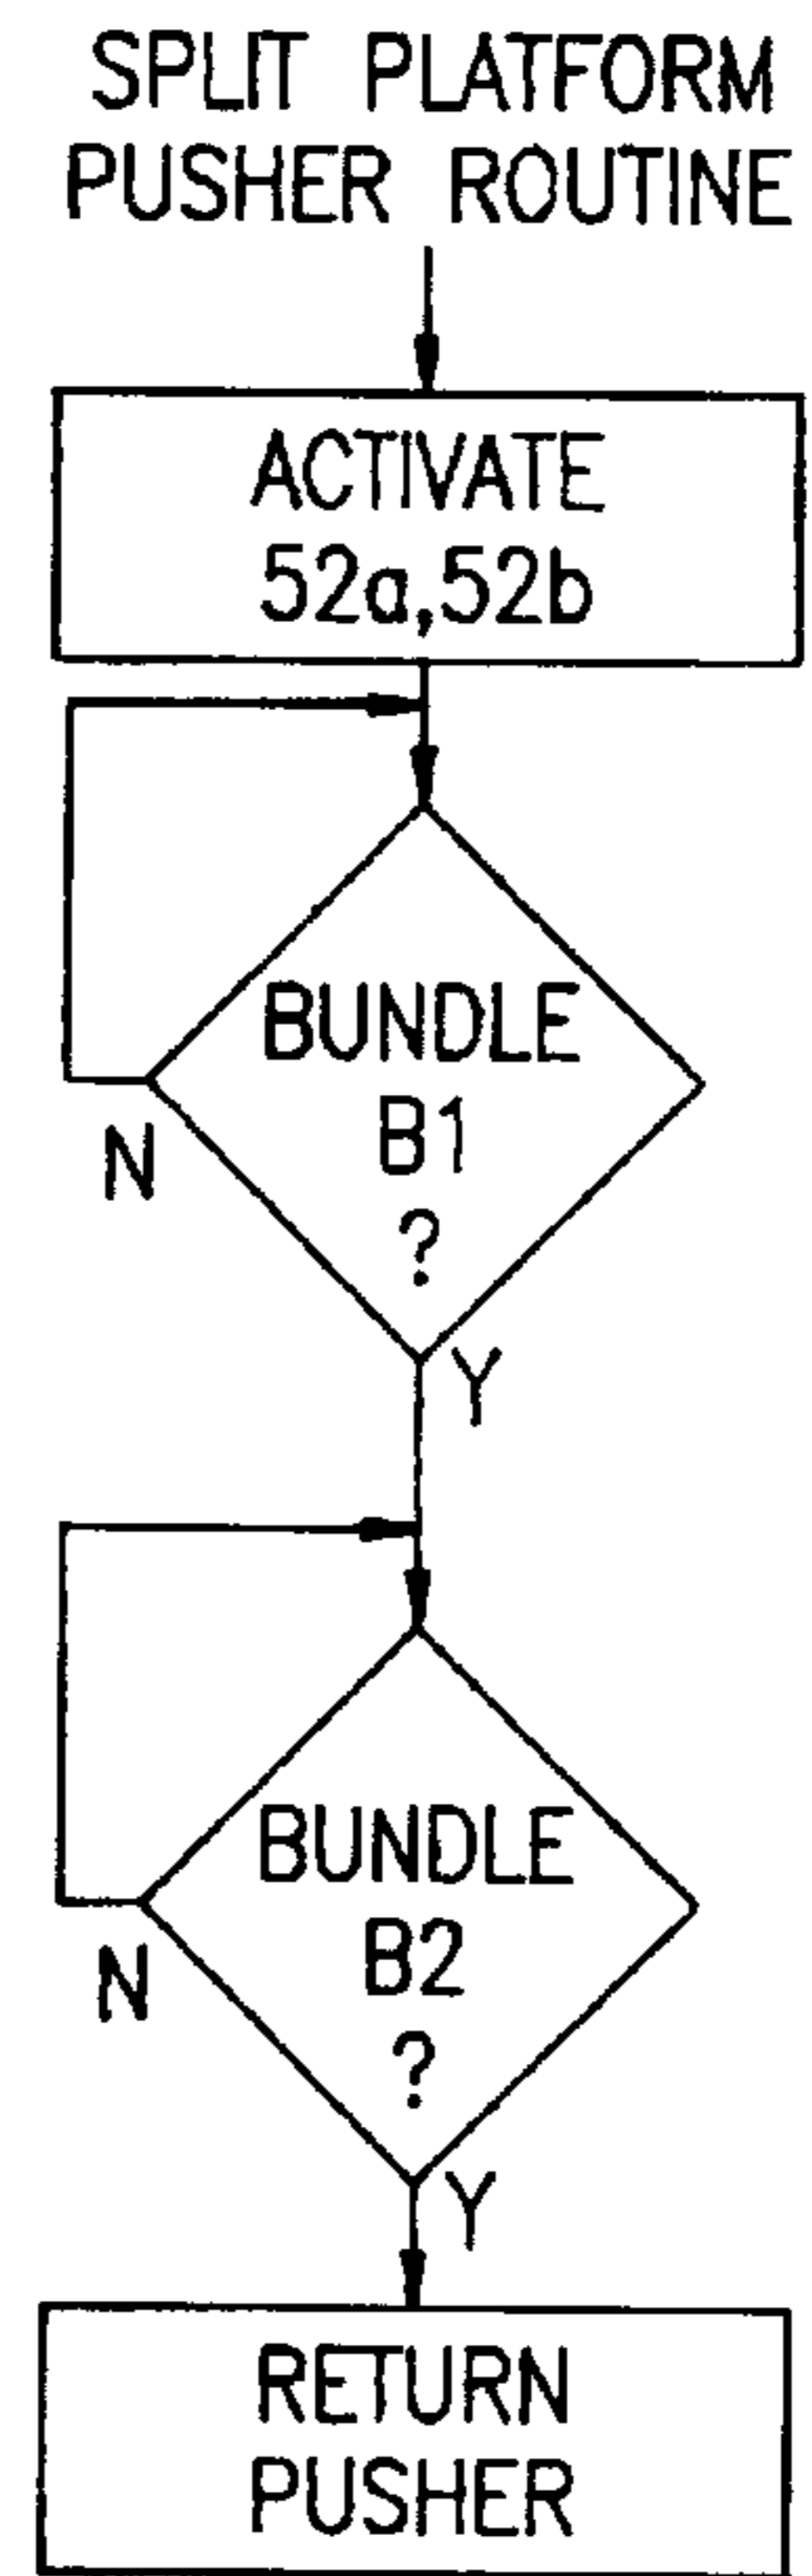 SPLIT PLATFORM
PUSHER ROUTINE
ACTIVATE
52a,52b
BUNDLE
B1
?
N
Y
BUNDLE
B2
?
N
Y
RETURN
PUSHER